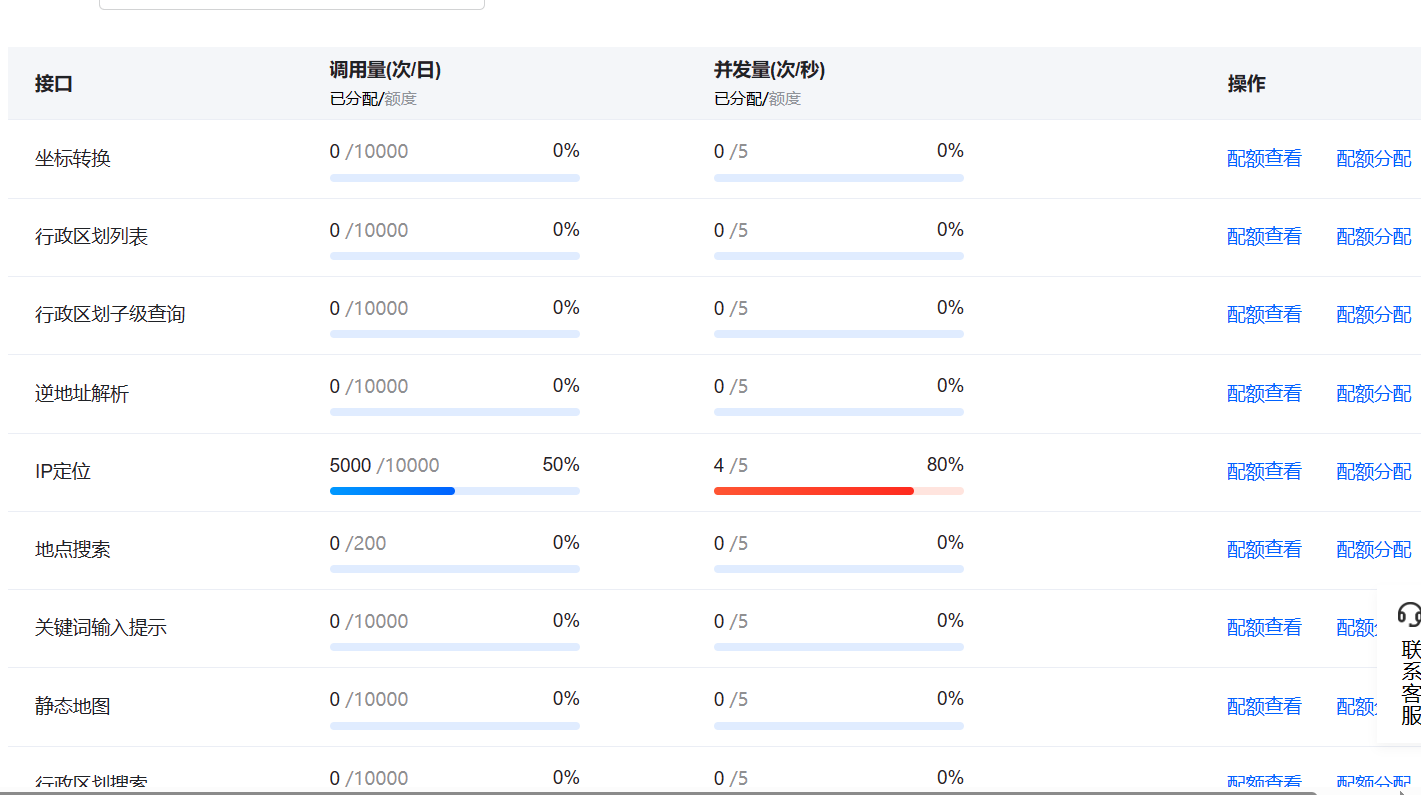 接口 调用量(次/日) 并发量(次/秒) 操作
已分配/额度 已分配/额度
坐标转换 0 /10000 0% 0 /5 0% 配额查看 配额分配
行政区划列表 0 /10000 0% 0 /5 0% 配额查看 配额分配
行政区划子级查询 0 /10000 0% 0 /5 0% 配额查看 配额分配
逆地址解析 0 /10000 0% 0 /5 0% 配额查看 配额分配
IP定位 5000 /10000 50% 4 /5 80% 配额查看 配额分配
地点搜索 0 /200 0% 0 /5 0% 配额查看 配额分配
关键词输入提示 0 /10000 0% 0 /5 0% 配额查看 配额
静态地图 0 /10000 0% 0 /5 0% 配额查看 配额
行政区划搜索 0 /10000 0% 0 /5 0% 配额查看 配额分配
联系客服